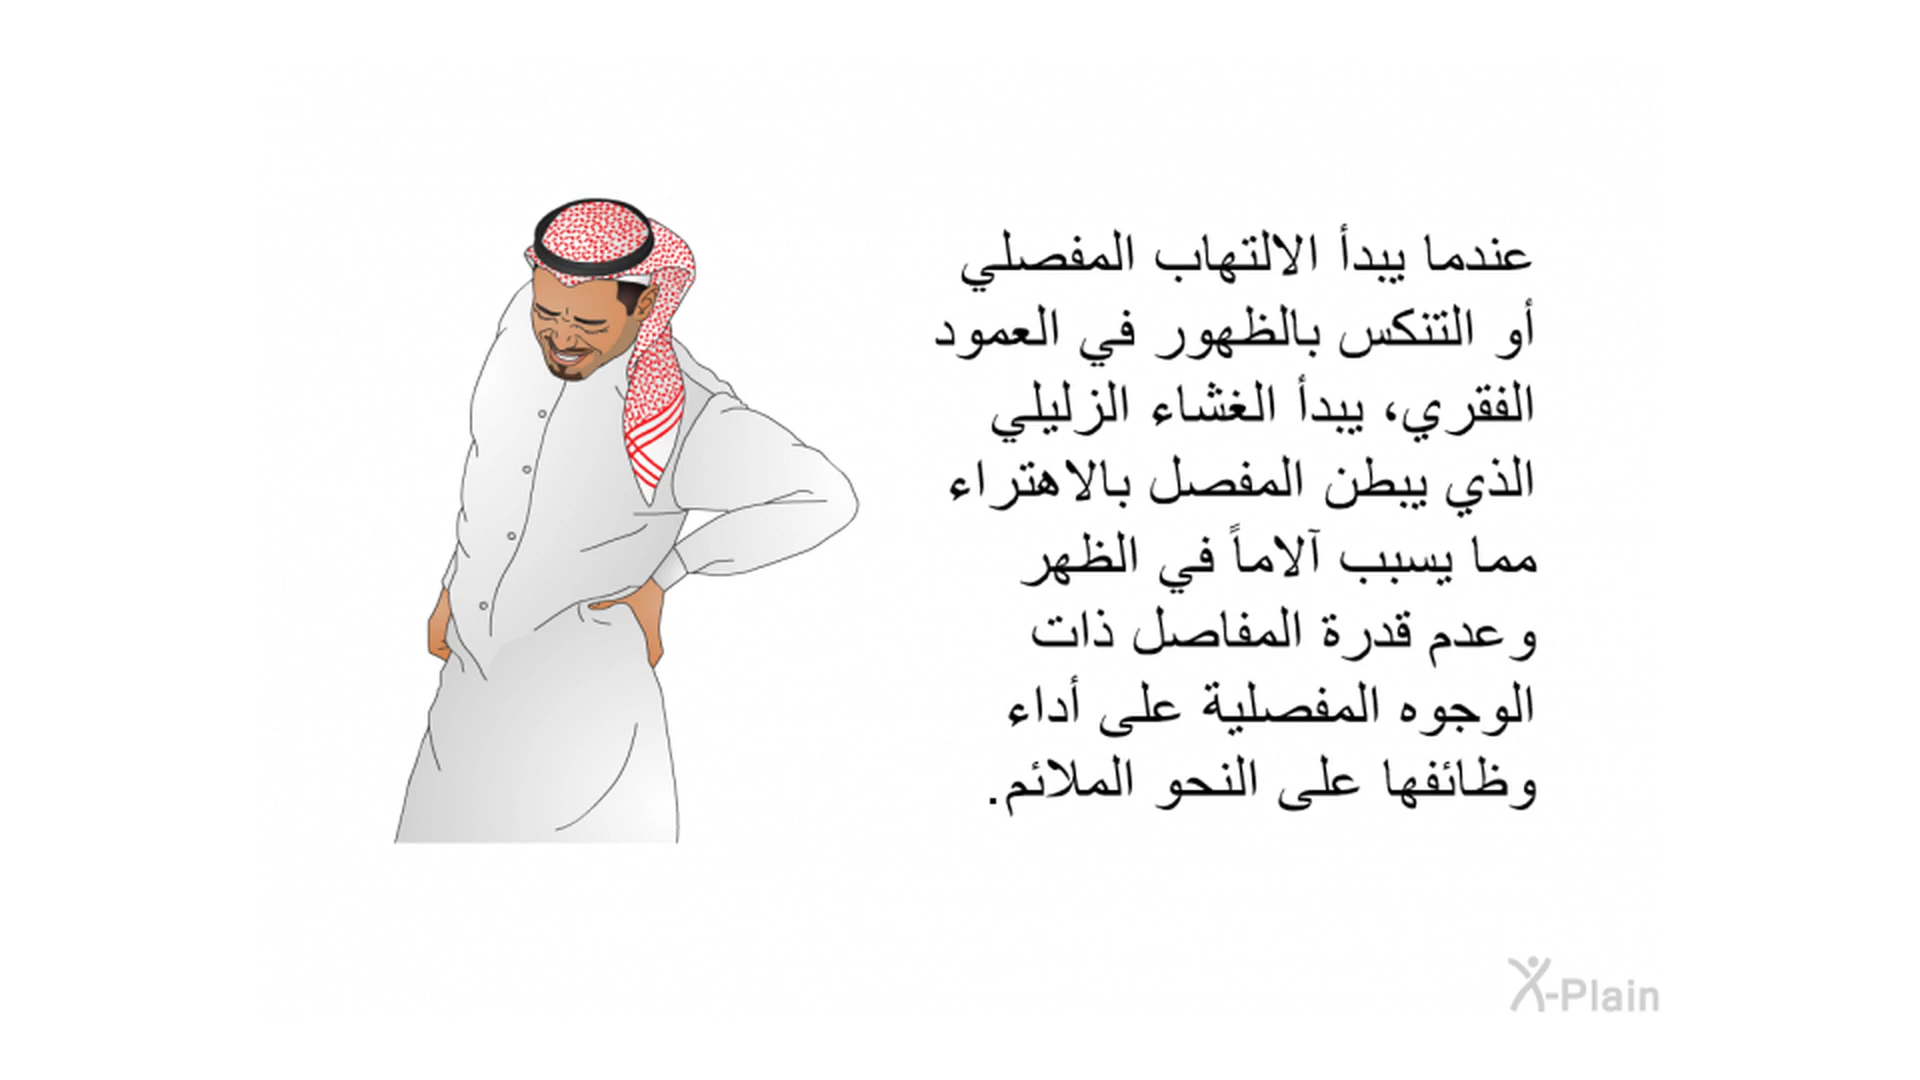 عندما يبدأ الالتهاب المفصلي
أو التنكس بالظهور في العمود
الفقري، يبدأ الغشاء الزليلي
الذي يبطن المفصل بالاهتراء
مما يسبب آلاماً في الظهر
وعدم قدرة المفاصل ذات
الوجوه المفصلية على أداء
وظائفها على النحو الملائم.
X-Plain